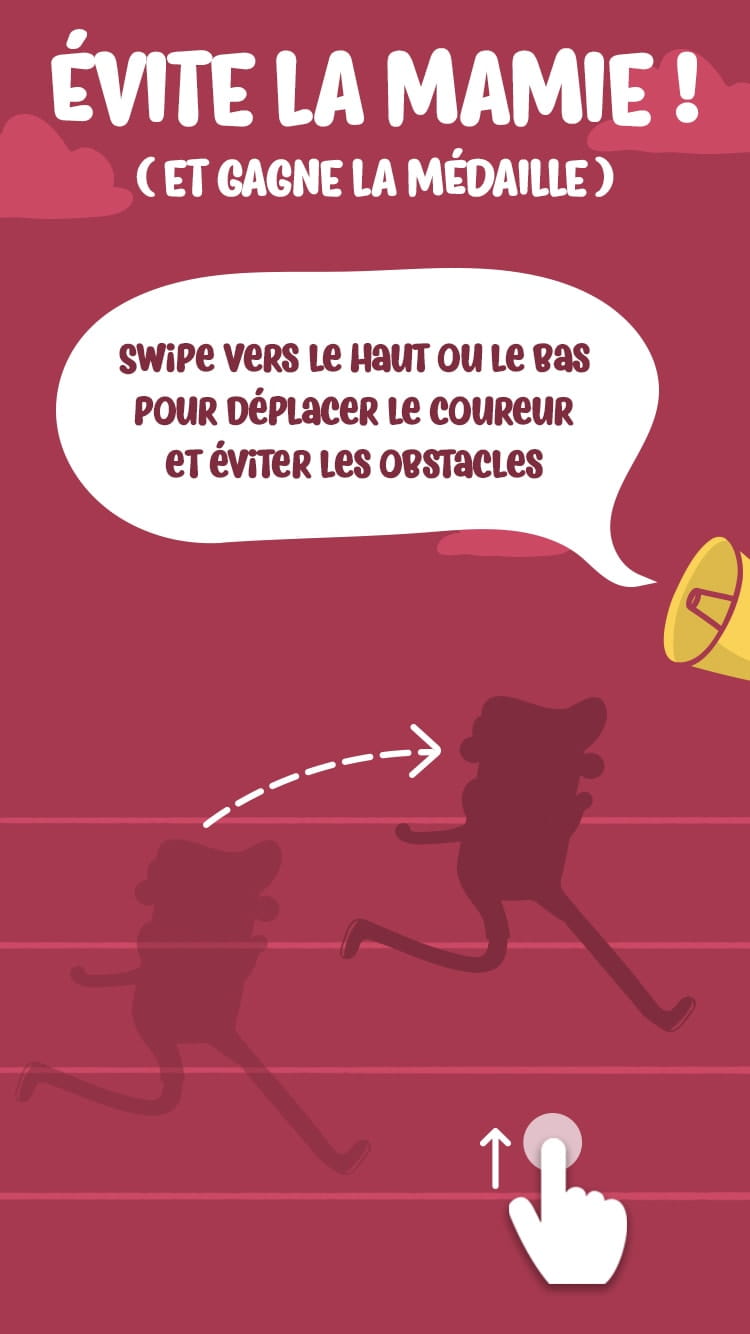 ÉVITE LA MAMIE !
( ET GAGNE LA MÉDAILLE )
SWIPE VERS LE HAUT OU LE BAS
POUR DÉPLACER LE COUREUR
ET ÉVITER LES OBSTACLES